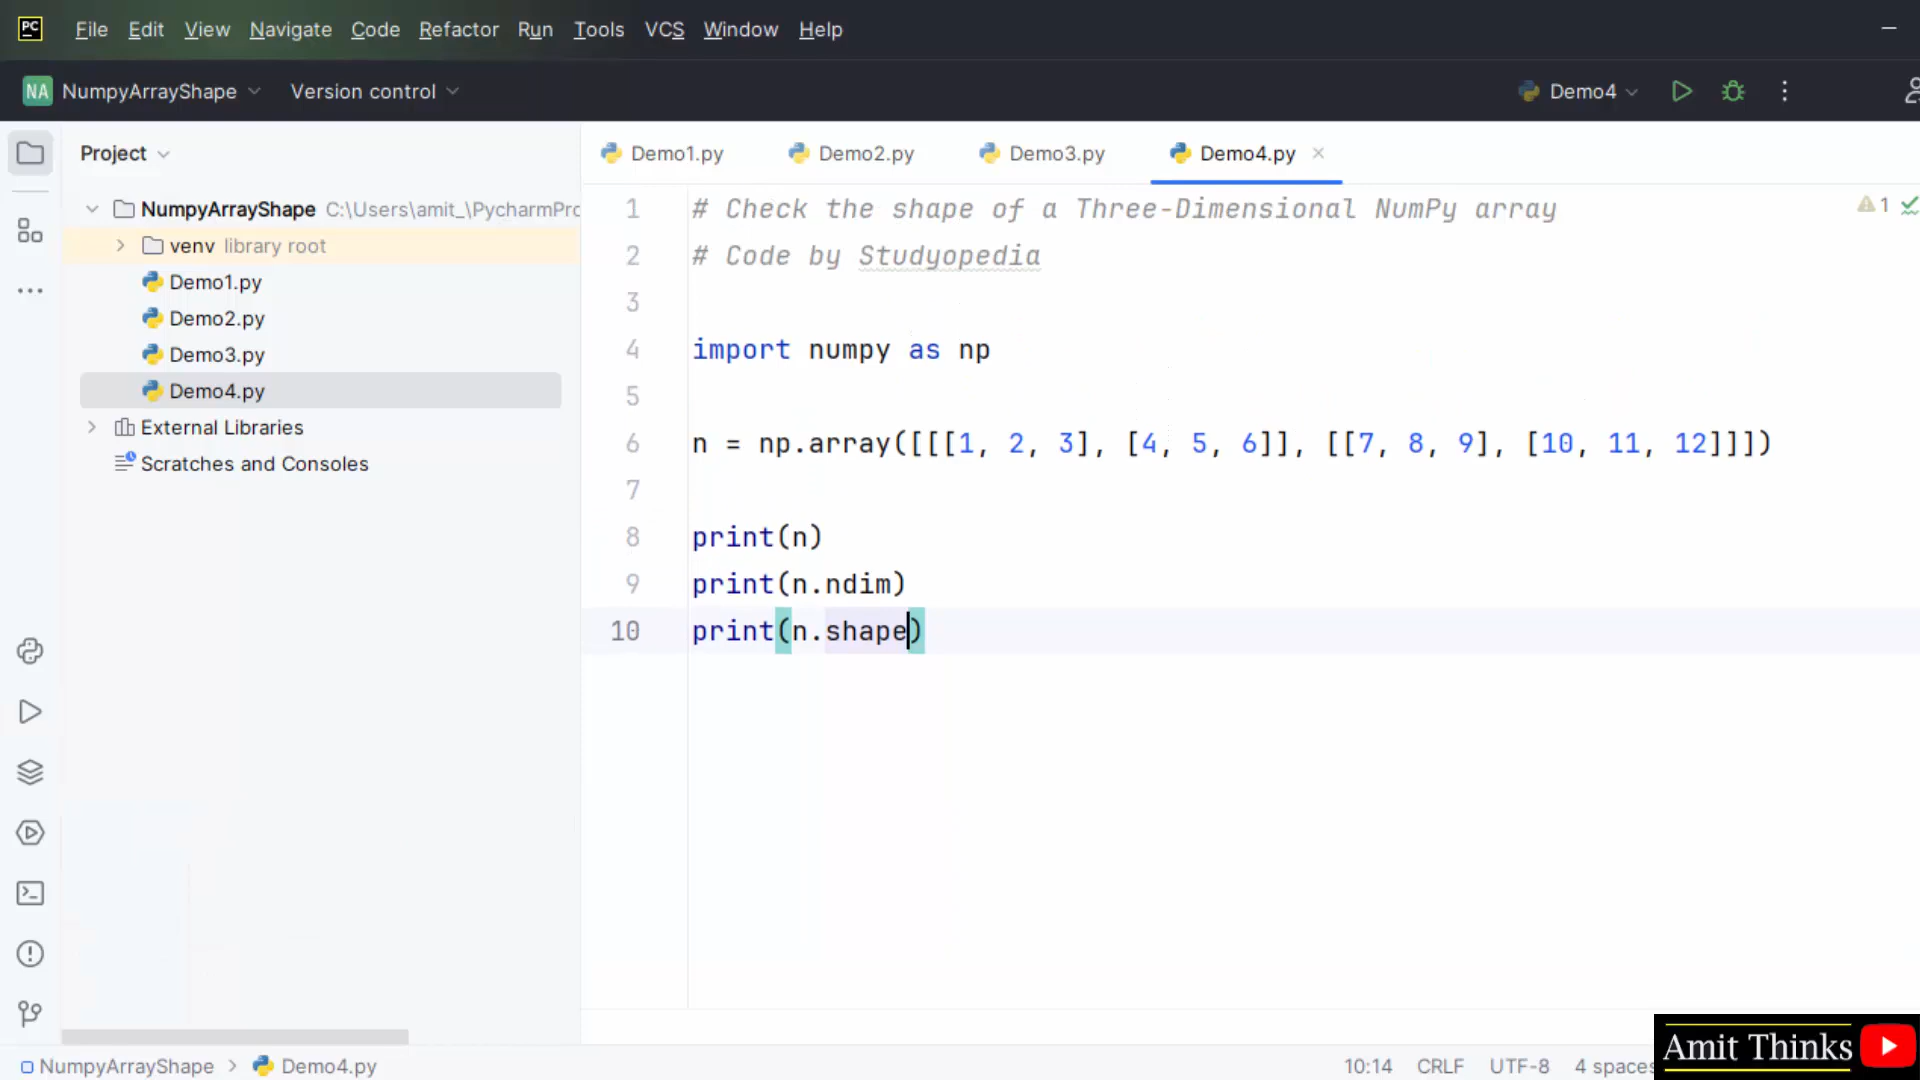 PC File Edit View Navigate Code Refactor Run Tools VCS Window Help
NA NumpyArrayShape Version control Demo4
Project
Demo1.py Demo2.py Demo3.py Demo4.py
NumpyArrayShape C:\Users\amit_\PycharmPro
venv library root
Demo1.py
Demo2.py
Demo3.py
Demo4.py
External Libraries
Scratches and Consoles
1 # Check the shape of a Three-Dimensional NumPy array
1
2 # Code by Studyopedia
3
4 import numpy as np
5
6 n = np.array([[[1, 2, 3], [4, 5, 6]], [[7, 8, 9], [10, 11, 12]]])
7
8 print(n)
9 print(n.ndim)
10 print(n.shape)
Amit Thinks
NumpyArrayShape Demo4.py 10:14 CRLF UTF-8 4 spaces